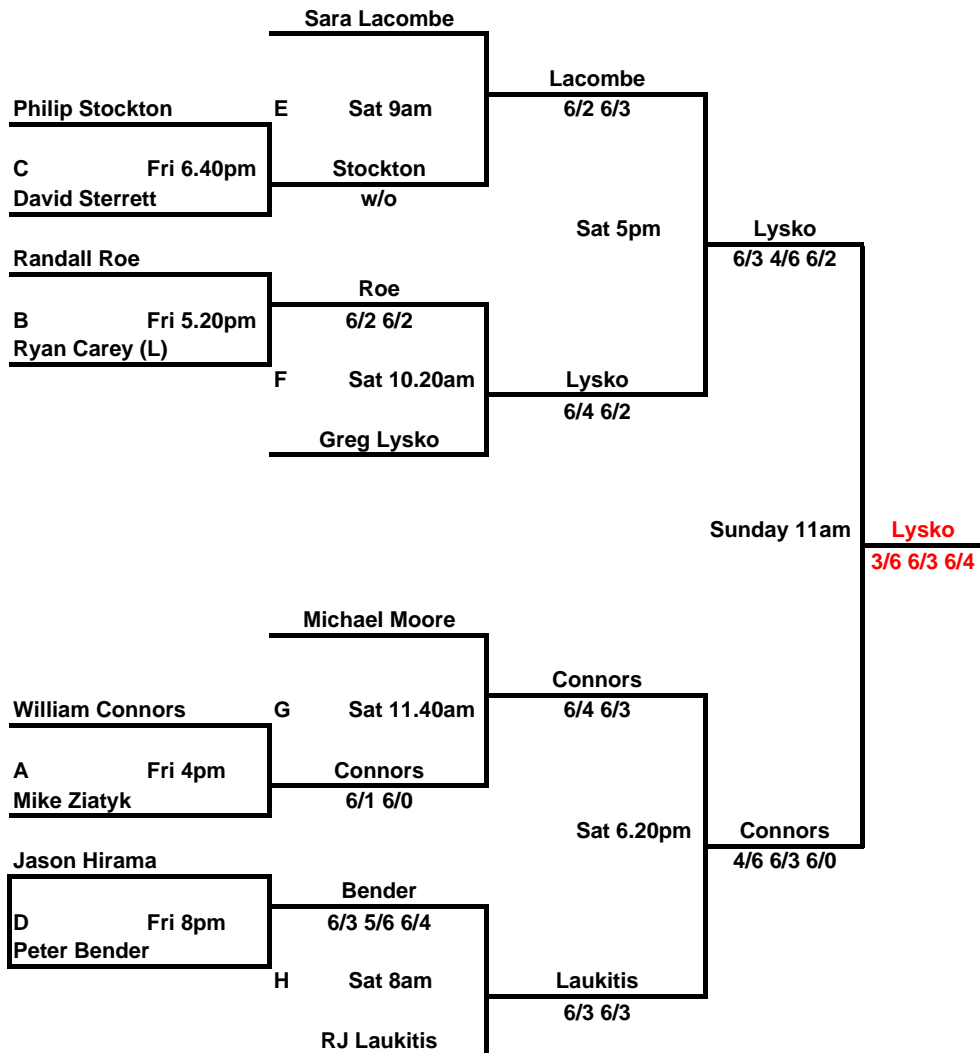 Sara Lacombe
Lacombe
Philip Stockton
E Sat 9am
6/2 6/3
C Fri 6.40pm
Stockton
David Sterrett
w/o
Sat 5pm
Lysko
Randall Roe
6/3 4/6 6/2
Roe
B Fri 5.20pm
6/2 6/2
Ryan Carey (L)
F Sat 10.20am
Lysko
6/4 6/2
Greg Lysko
Sunday 11am
Lysko
3/6 6/3 6/4
Michael Moore
Connors
William Connors
G Sat 11.40am
6/4 6/3
A Fri 4pm
Connors
Mike Ziatyk
6/1 6/0
Sat 6.20pm
Connors
Jason Hirama
4/6 6/3 6/0
Bender
D Fri 8pm
6/3 5/6 6/4
Peter Bender
H Sat 8am
Laukitis
6/3 6/3
RJ Laukitis